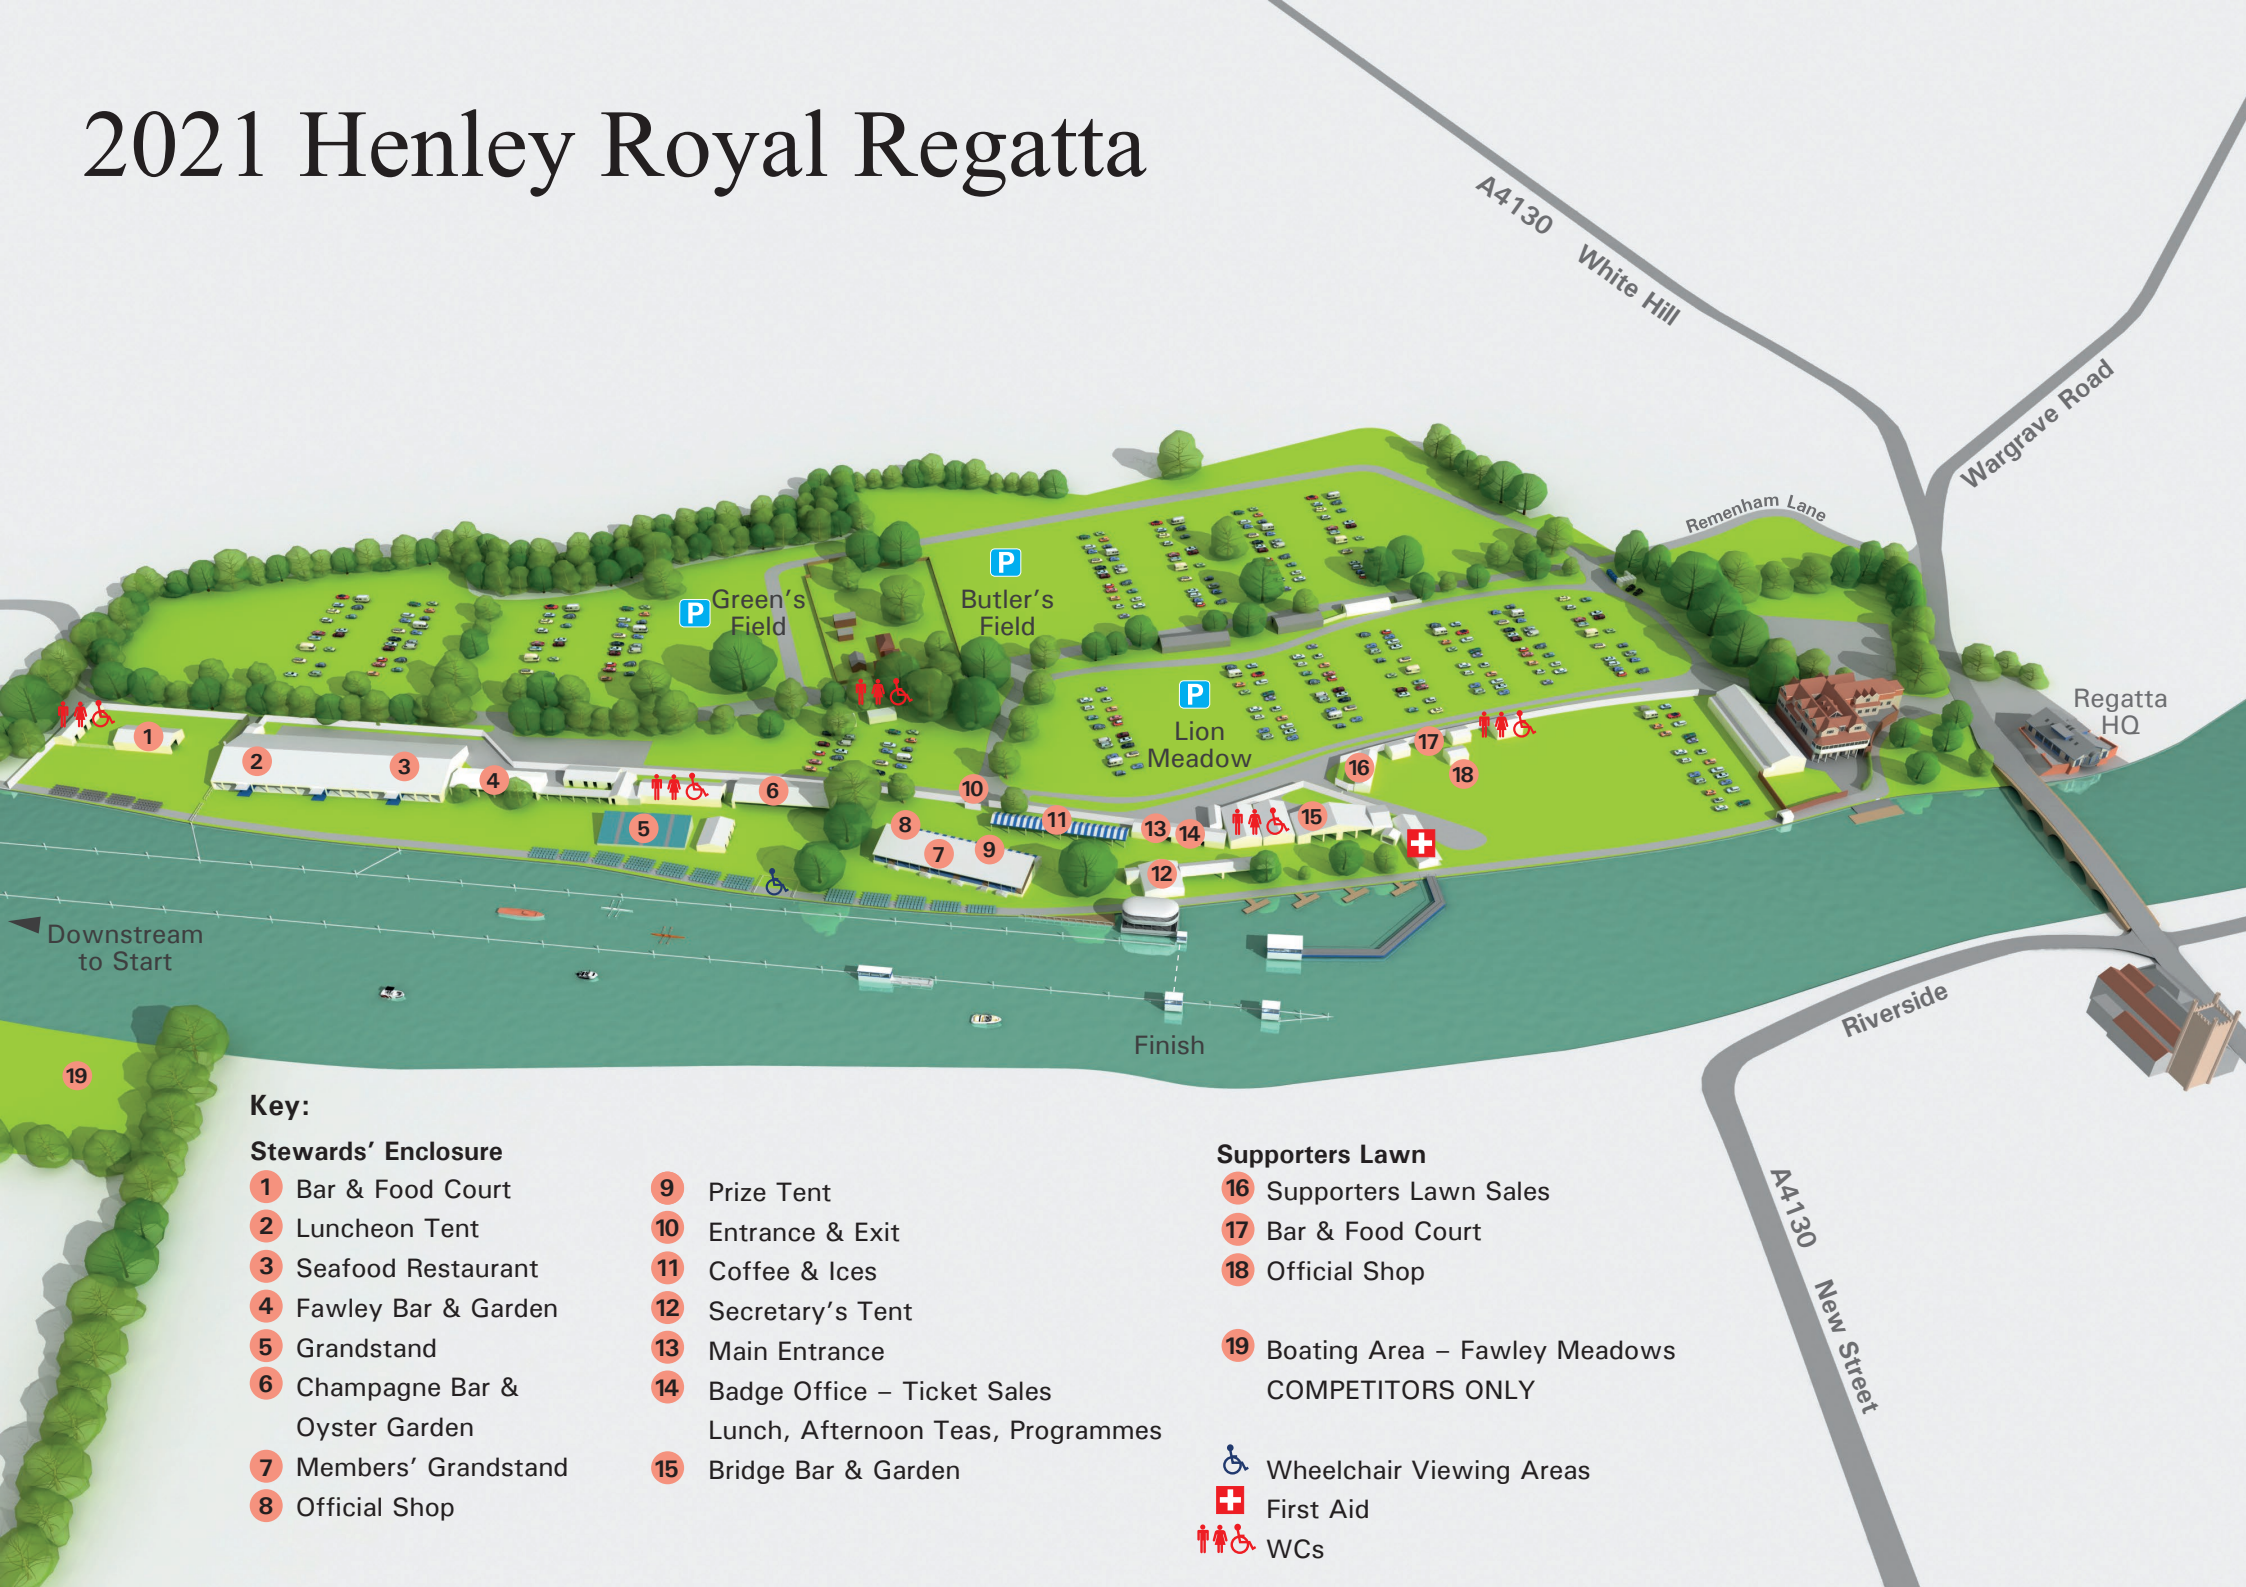 2021 Henley Royal Regatta
A4130 White Hill
Wargrave Road
Remenham Lane
P
Butler's
Field
P
Green's
Field
P
Lion
Meadow
Regatta
HQ
1
2
3
4
5
6
7
8
9
10
11
12
13
14
15
16
17
18
Downstream
to Start
Finish
Riverside
19
A4130 New Street
Key:
Stewards' Enclosure
1 Bar & Food Court
2 Luncheon Tent
3 Seafood Restaurant
4 Fawley Bar & Garden
5 Grandstand
6 Champagne Bar &
Oyster Garden
7 Members' Grandstand
8 Official Shop
9 Prize Tent
10 Entrance & Exit
11 Coffee & Ices
12 Secretary's Tent
13 Main Entrance
14 Badge Office – Ticket Sales
Lunch, Afternoon Teas, Programmes
15 Bridge Bar & Garden
Supporters Lawn
16 Supporters Lawn Sales
17 Bar & Food Court
18 Official Shop
19 Boating Area – Fawley Meadows
COMPETITORS ONLY
Wheelchair Viewing Areas
First Aid
WCs